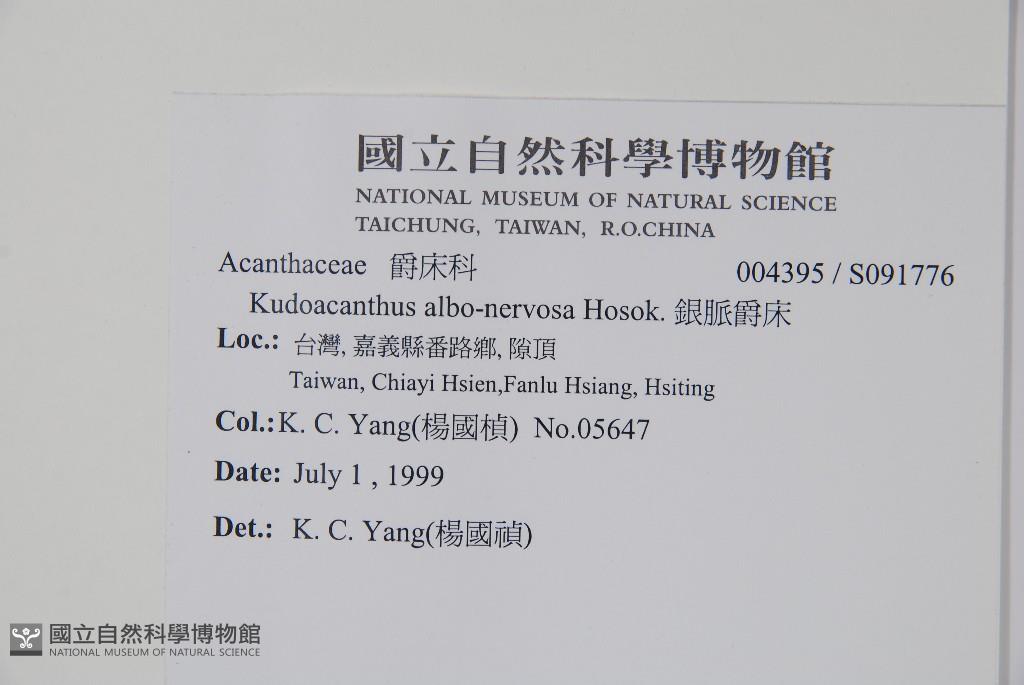 國立自然科學博物館
NATIONAL MUSEUM OF NATURAL SCIENCE
TAICHUNG, TAIWAN, R.O.CHINA
Acanthaceae 爵床科 004395 / S091776
Kudoacanthus albo-nervosa Hosok. 銀脈爵床
Loc.: 台灣, 嘉義縣番路鄉, 隙頂
Taiwan, Chiayi Hsien,Fanlu Hsiang, Hsiting
Col.:K. C. Yang(楊國楨) No.05647
Date: July 1 , 1999
Det.: K. C. Yang(楊國禎)
國立自然科學博物館
NATIONAL MUSEUM OF NATURAL SCIENCE